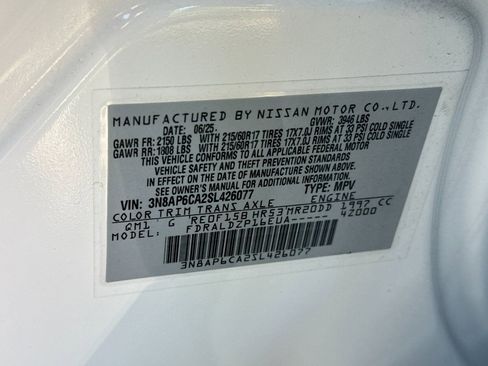 MANUFACTURED BY NISSAN MOTOR CO., LTD.
DATE: 06/25 GVWR: 3946 LBS
GAWR FR: 2150 LBS WITH 215/60R17 TIRES 17X7.0J RIMS AT 33 PSI COLD SINGLE
GAWR RR: 1808 LBS WITH 215/60R17 TIRES 17X7.0J RIMS AT 33 PSI COLD SINGLE
THIS VEHICLE CONFORMS TO ALL APPLICABLE FEDERAL MOTOR
VEHICLE SAFETY AND BUMPER STANDARDS IN EFFECT ON THE
DATE OF MANUFACTURE SHOWN ABOVE.
SEE OWNER'S MANUAL FOR ADDITIONAL INFORMATION.
VIN: 3N8AP6CA2SL426077 TYPE: MPV
COLOR TRIM TRANS AXLE ENGINE
QM1 G RE0F15B HR53 MR20DD 1997 CC
FDRALDZP16EUA----- 4Z000
3N8AP6CA2SL426077